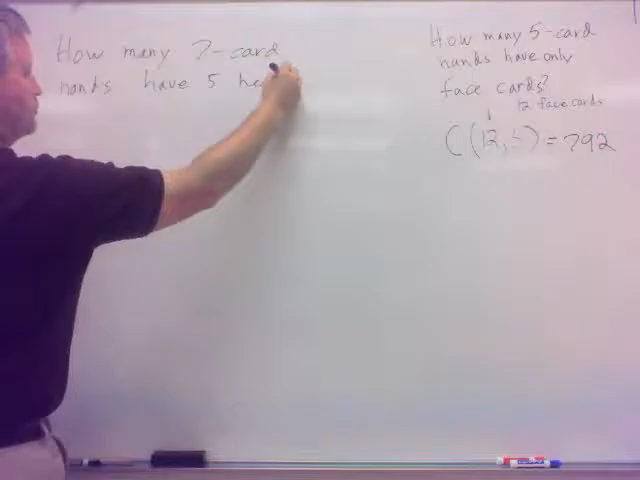 How many 7-card
hands have 5 hea
How many 5-card
hands have only
face cards?
12 face cards
C(12,5) = 792